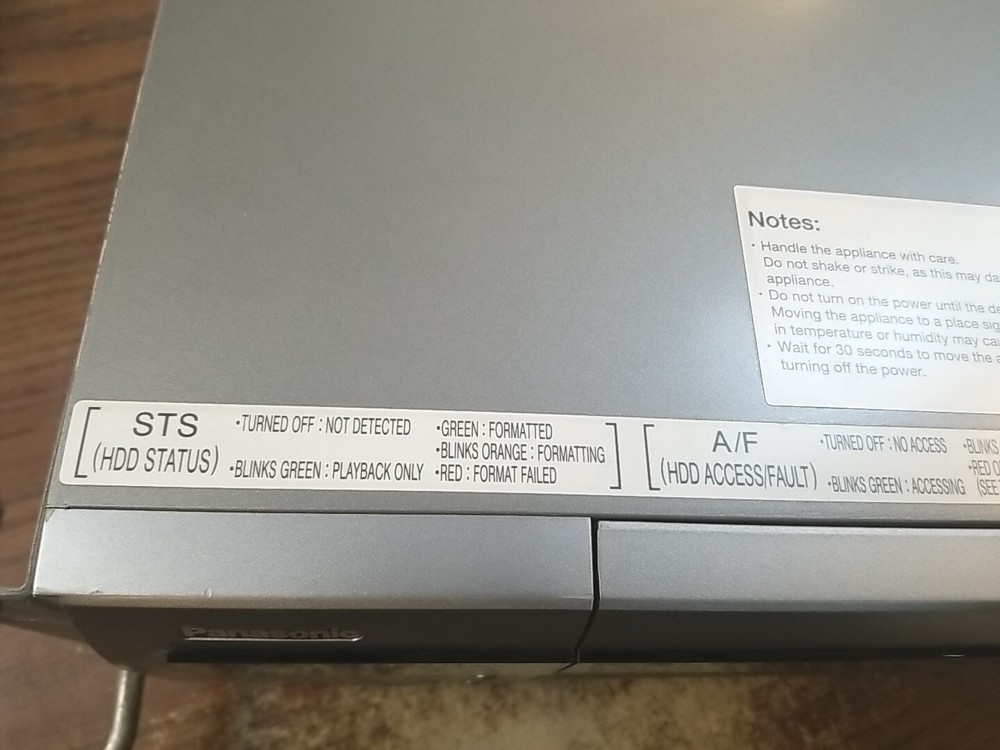 Notes:
• Handle the appliance with care.
Do not shake or strike, as this may
appliance.
• Do not turn on the power until the
Moving the appliance to a place
in temperature or humidity may
• Wait for 30 seconds to move the
turning off the power.
STS
(HDD STATUS)
•TURNED OFF : NOT DETECTED
•BLINKS GREEN : PLAYBACK ONLY
•GREEN : FORMATTED
•BLINKS ORANGE : FORMATTING
•RED : FORMAT FAILED
A/F
(HDD ACCESS/FAULT)
•TURNED OFF : NO ACCESS
•BLINKS GREEN : ACCESSING
•BLINKS
•RED
(SEE
Panasonic